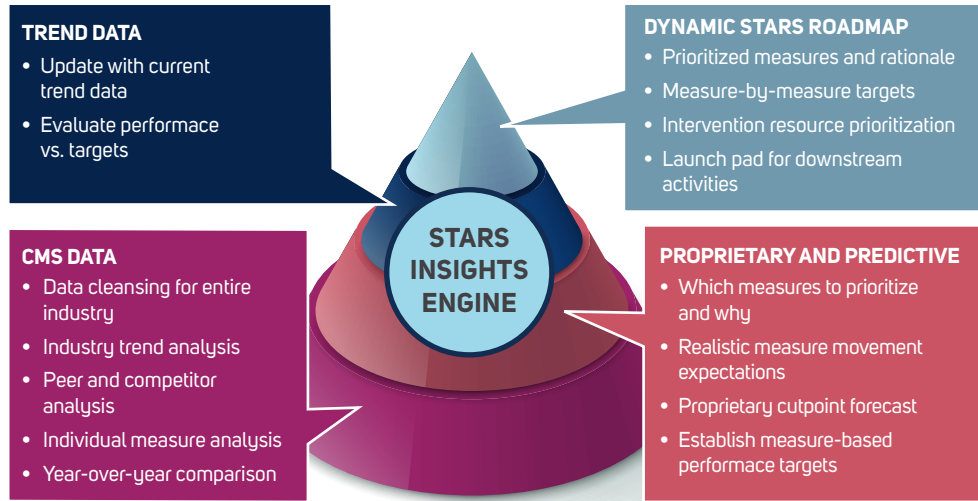 TREND DATA
• Update with current
trend data
• Evaluate performace
vs. targets
DYNAMIC STARS ROADMAP
• Prioritized measures and rationale
• Measure-by-measure targets
• Intervention resource prioritization
• Launch pad for downstream
activities
STARS
INSIGHTS
ENGINE
CMS DATA
• Data cleansing for entire
industry
• Industry trend analysis
• Peer and competitor
analysis
• Individual measure analysis
• Year-over-year comparison
PROPRIETARY AND PREDICTIVE
• Which measures to prioritize
and why
• Realistic measure movement
expectations
• Proprietary cutpoint forecast
• Establish measure-based
performace targets